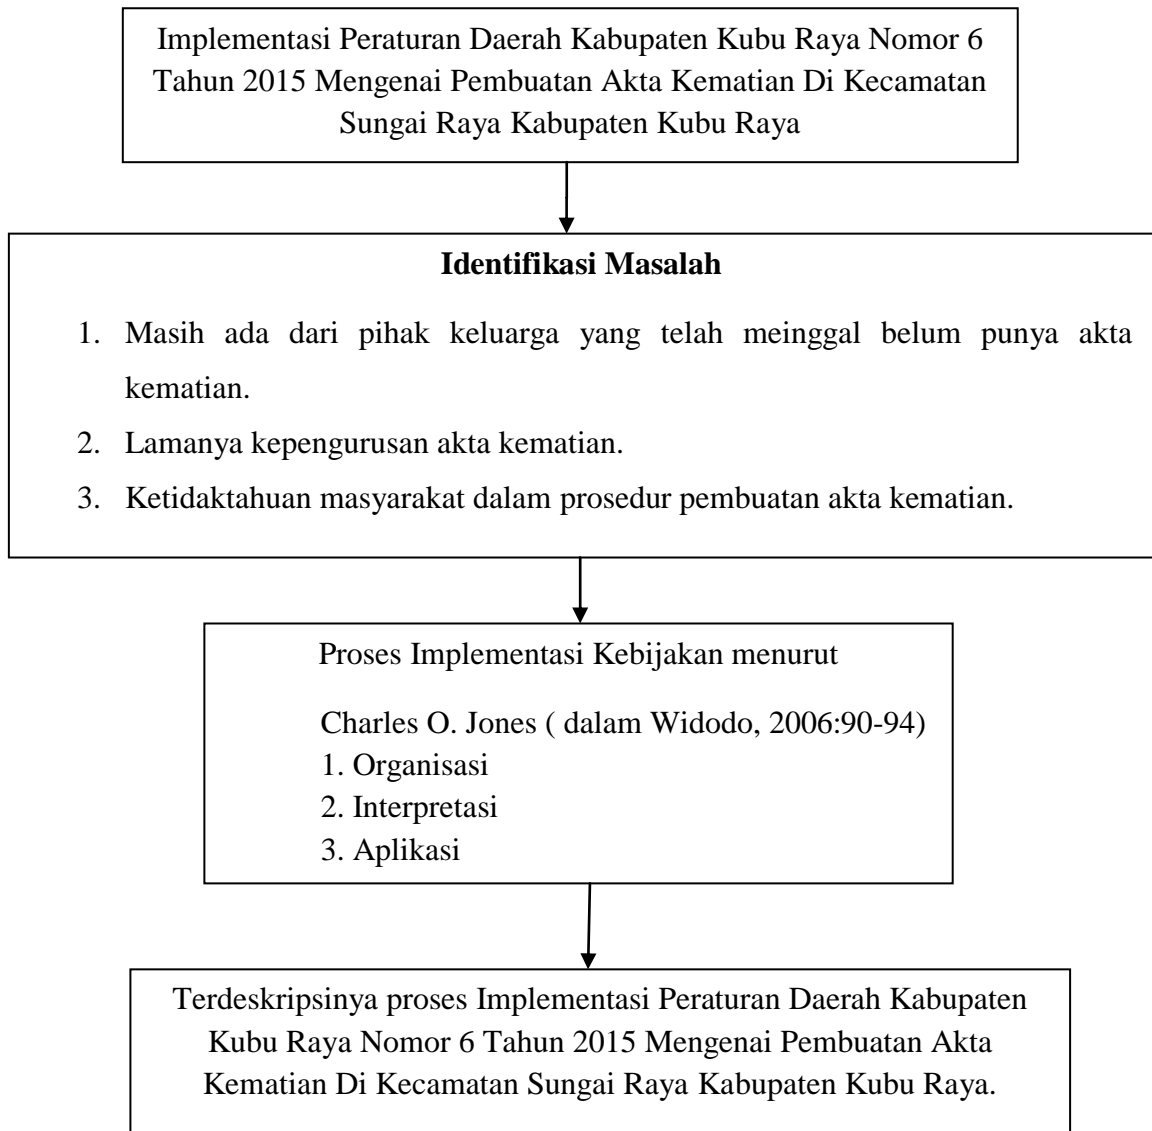 Implementasi Peraturan Daerah Kabupaten Kubu Raya Nomor 6
Tahun 2015 Mengenai Pembuatan Akta Kematian Di Kecamatan
Sungai Raya Kabupaten Kubu Raya
Identifikasi Masalah
1. Masih ada dari pihak keluarga yang telah meinggal belum punya akta
kematian.
2. Lamanya kepengurusan akta kematian.
3. Ketidaktahuan masyarakat dalam prosedur pembuatan akta kematian.
Proses Implementasi Kebijakan menurut
Charles O. Jones ( dalam Widodo, 2006:90-94)
1. Organisasi
2. Interpretasi
3. Aplikasi
Terdeskripsinya proses Implementasi Peraturan Daerah Kabupaten
Kubu Raya Nomor 6 Tahun 2015 Mengenai Pembuatan Akta
Kematian Di Kecamatan Sungai Raya Kabupaten Kubu Raya.